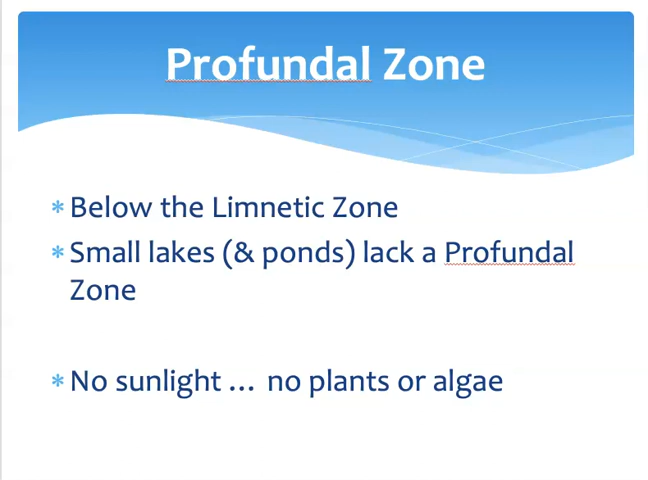 Profundal Zone
* Below the Limnetic Zone
* Small lakes (& ponds) lack a Profundal
Zone
* No sunlight ... no plants or algae